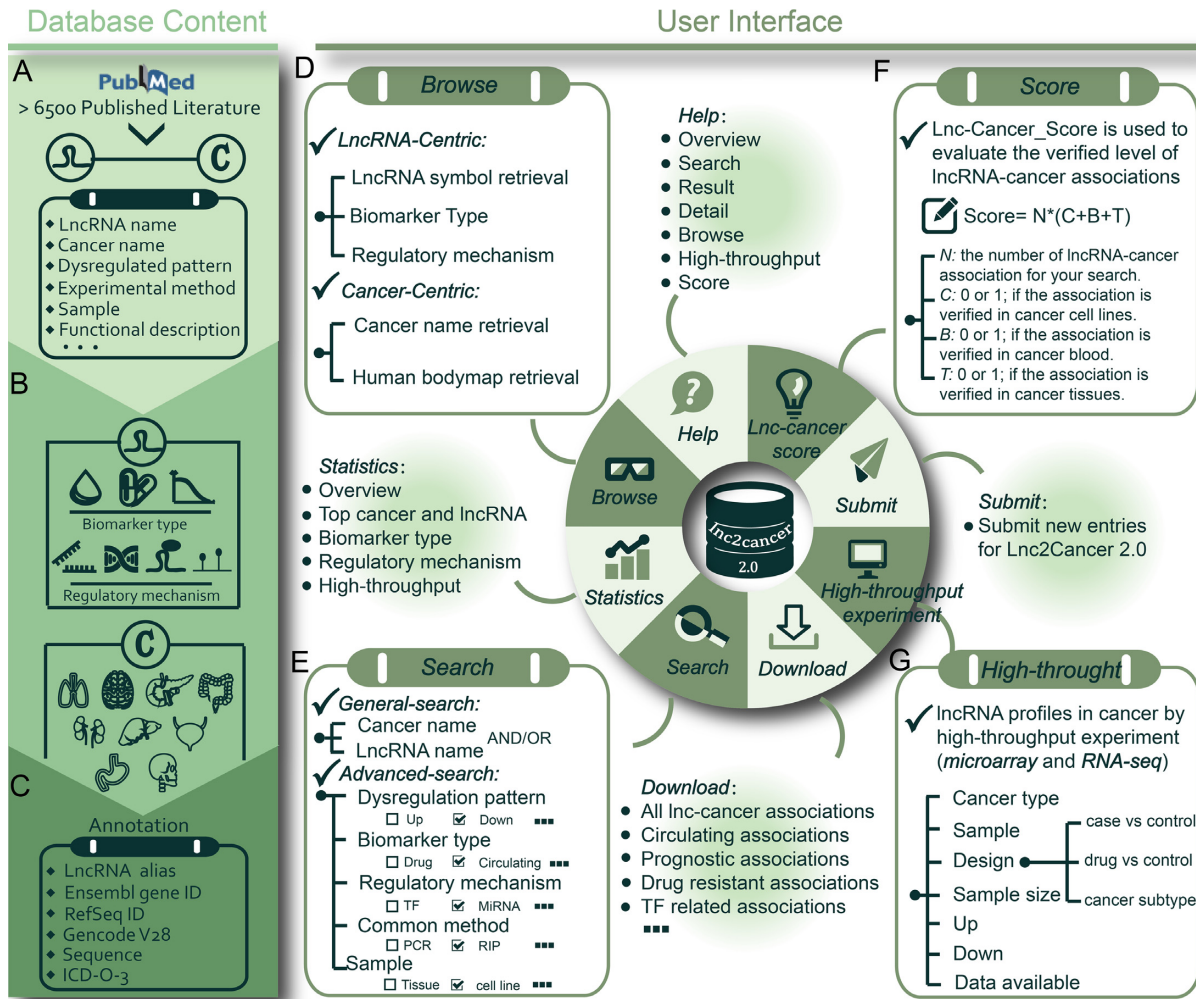 Database Content
User Interface
A
PubMed
> 6500 Published Literature
C
LncRNA name
Cancer name
Dysregulated pattern
Experimental method
Sample
Functional description
...
B
Biomarker type
Regulatory mechanism
C
C
Annotation
LncRNA alias
Ensembl gene ID
RefSeq ID
Gencode V28
Sequence
ICD-O-3
D
Browse
LncRNA-Centric:
LncRNA symbol retrieval
Biomarker Type
Regulatory mechanism
Cancer-Centric:
Cancer name retrieval
Human bodymap retrieval
Help:
Overview
Search
Result
Detail
Browse
High-throughput
Score
F
Score
Lnc-Cancer_Score is used to
evaluate the verified level of
lncRNA-cancer associations
Score= N*(C+B+T)
N: the number of lncRNA-cancer
association for your search.
C: 0 or 1; if the association is
verified in cancer cell lines.
B: 0 or 1; if the association is
verified in cancer blood.
T: 0 or 1; if the association is
verified in cancer tissues.
Statistics:
Overview
Top cancer and lncRNA
Biomarker type
Regulatory mechanism
High-throughput
?
Help
Lnc-cancer
score
Browse
Submit
lnc2cancer
2.0
Statistics
High-throughput
experiment
Search
Download
Submit:
Submit new entries
for Lnc2Cancer 2.0
E
Search
General-search:
Cancer name
AND/OR
LncRNA name
Advanced-search:
Dysregulation pattern
Up Down
Biomarker type
Drug Circulating
Regulatory mechanism
TF MiRNA
Common method
PCR RIP
Sample
Tissue cell line
Download:
All lnc-cancer associations
Circulating associations
Prognostic associations
Drug resistant associations
TF related associations
G
High-throught
lncRNA profiles in cancer by
high-throughput experiment
(microarray and RNA-seq)
Cancer type
Sample
Design
Sample size
Up
Down
Data available
case vs control
drug vs control
cancer subtype